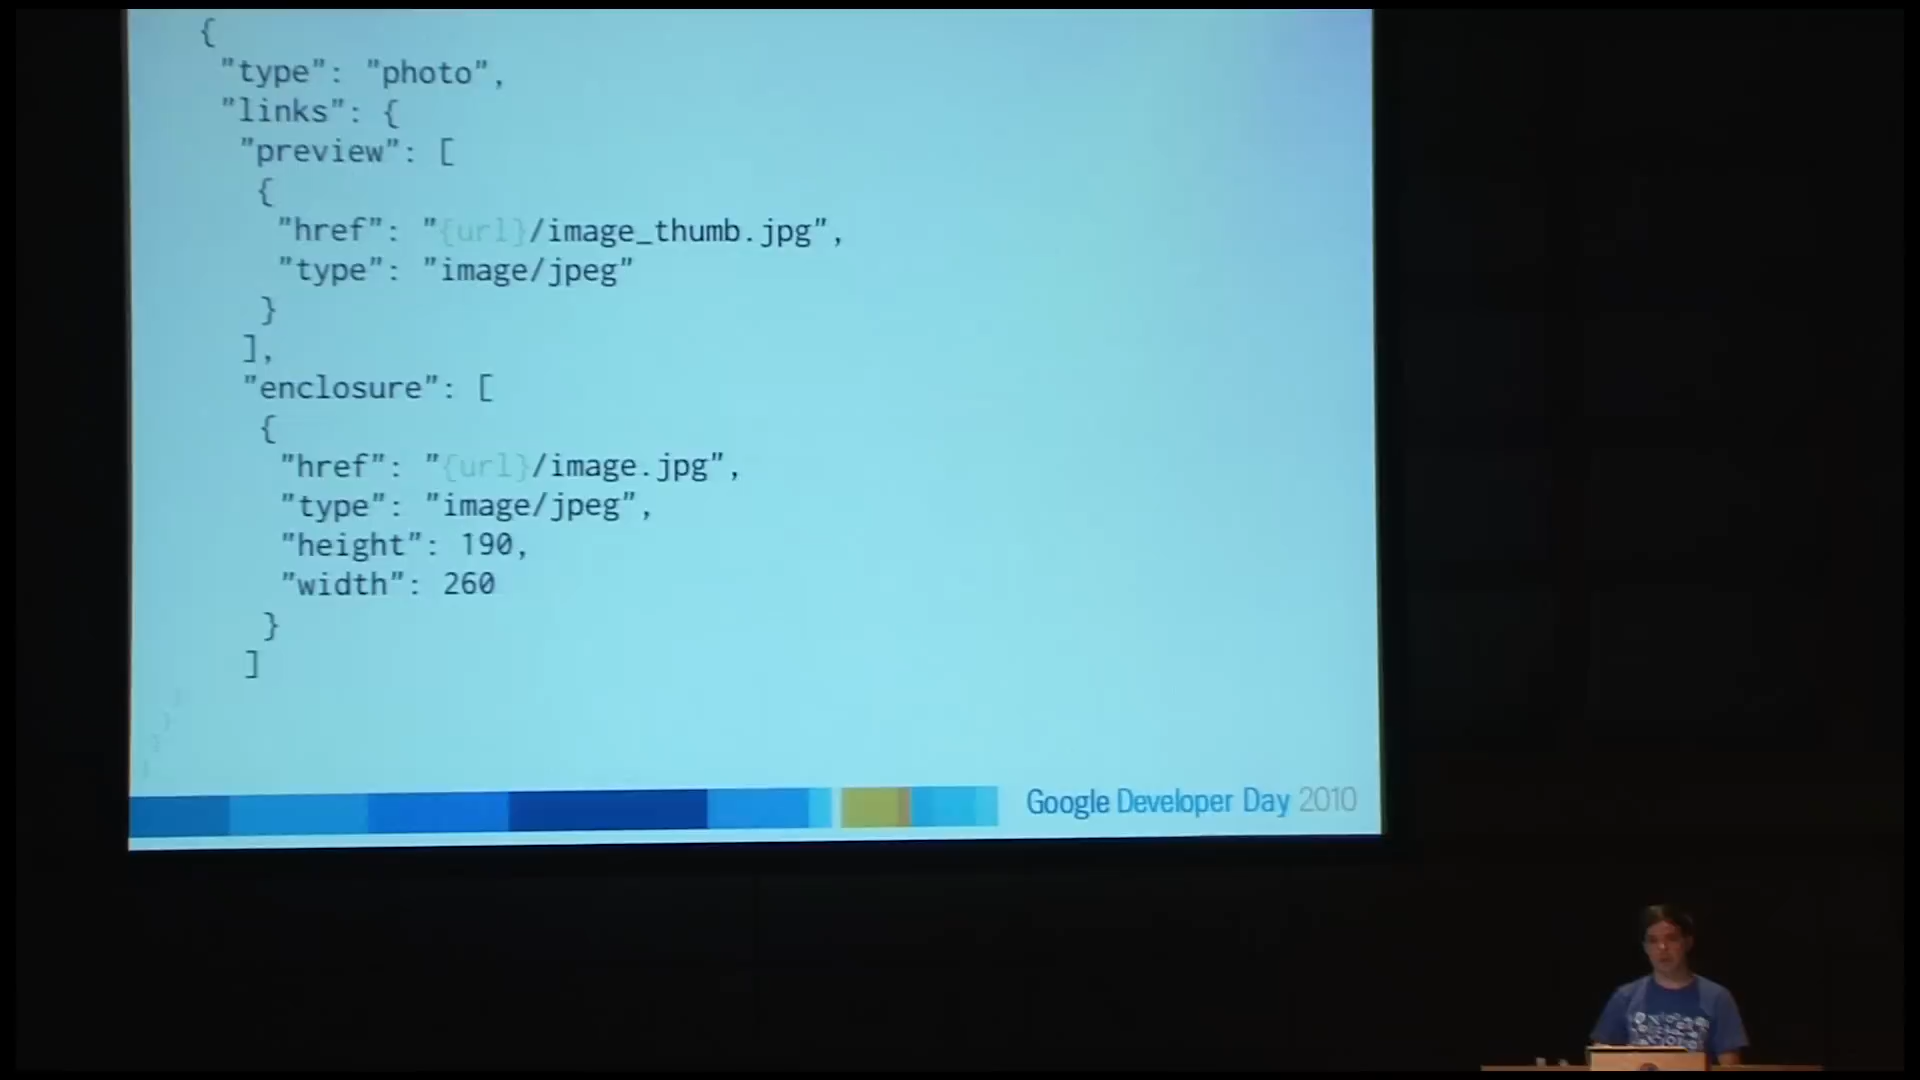 {
"type": "photo",
"links": {
"preview": [
{
"href": "{url}/image_thumb.jpg",
"type": "image/jpeg"
}
],
"enclosure": [
{
"href": "{url}/image.jpg",
"type": "image/jpeg",
"height": 190,
"width": 260
}
]
Google Developer Day 2010